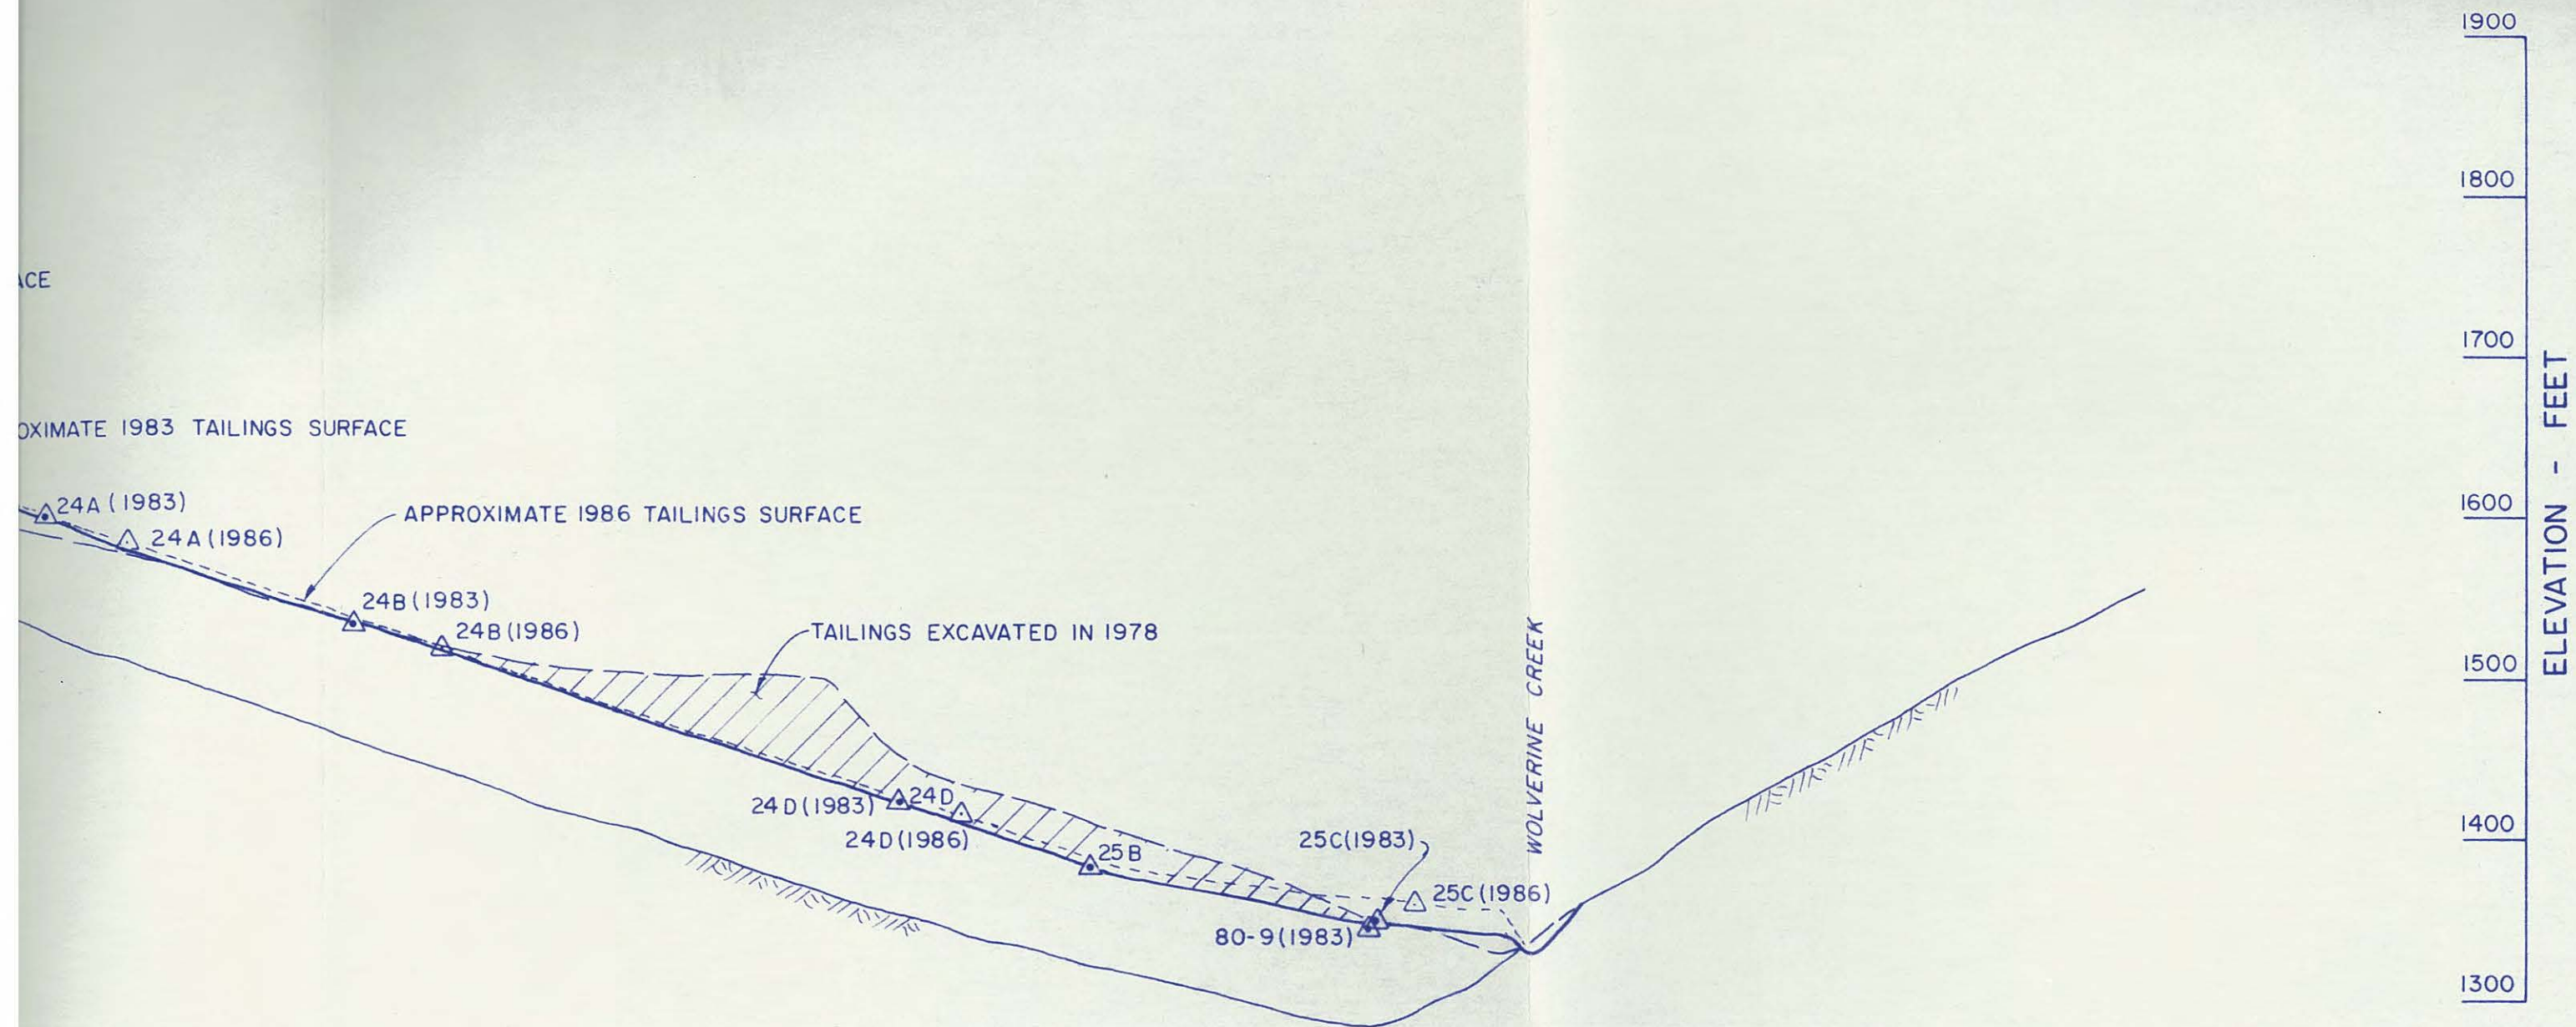 1900
1800
ACE
1700
OXIMATE 1983 TAILINGS SURFACE
24A (1983)
APPROXIMATE 1986 TAILINGS SURFACE
1600
24A (1986)
24B (1983)
24B (1986)
TAILINGS EXCAVATED IN 1978
WOLVERINE CREEK
ELEVATION - FEET
1500
24D (1983)
24D
24D (1986)
25B
25C(1983)
1400
25C (1986)
80-9(1983)
1300